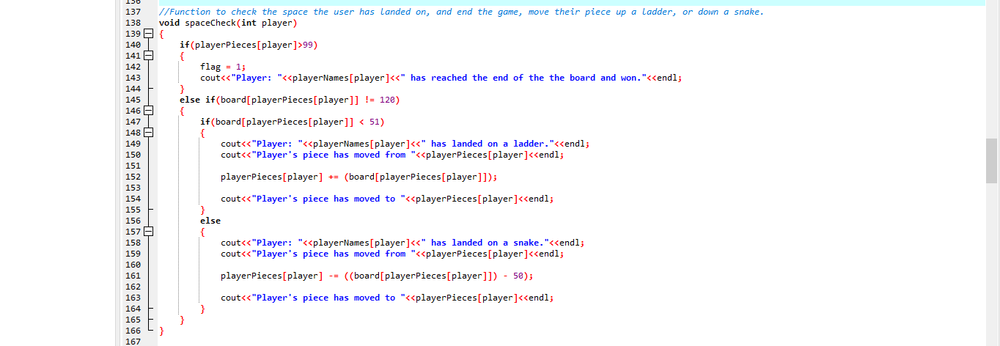 136
137 //Function to check the space the user has landed on, and end the game, move their piece up a ladder, or down a snake.
138 void spaceCheck(int player)
139 {
140 if(playerPieces[player]>99)
141 {
142 flag = 1;
143 cout<<"Player: "<<playerNames[player]<<" has reached the end of the the board and won."<<endl;
144 }
145 else if(board[playerPieces[player]] != 120)
146 {
147 if(board[playerPieces[player]] < 51)
148 {
149 cout<<"Player: "<<playerNames[player]<<" has landed on a ladder."<<endl;
150 cout<<"Player's piece has moved from "<<playerPieces[player]<<endl;
151
152 playerPieces[player] += (board[playerPieces[player]]);
153
154 cout<<"Player's piece has moved to "<<playerPieces[player]<<endl;
155 }
156 else
157 {
158 cout<<"Player: "<<playerNames[player]<<" has landed on a snake."<<endl;
159 cout<<"Player's piece has moved from "<<playerPieces[player]<<endl;
160
161 playerPieces[player] -= ((board[playerPieces[player]]) - 50);
162
163 cout<<"Player's piece has moved to "<<playerPieces[player]<<endl;
164 }
165 }
166 }
167